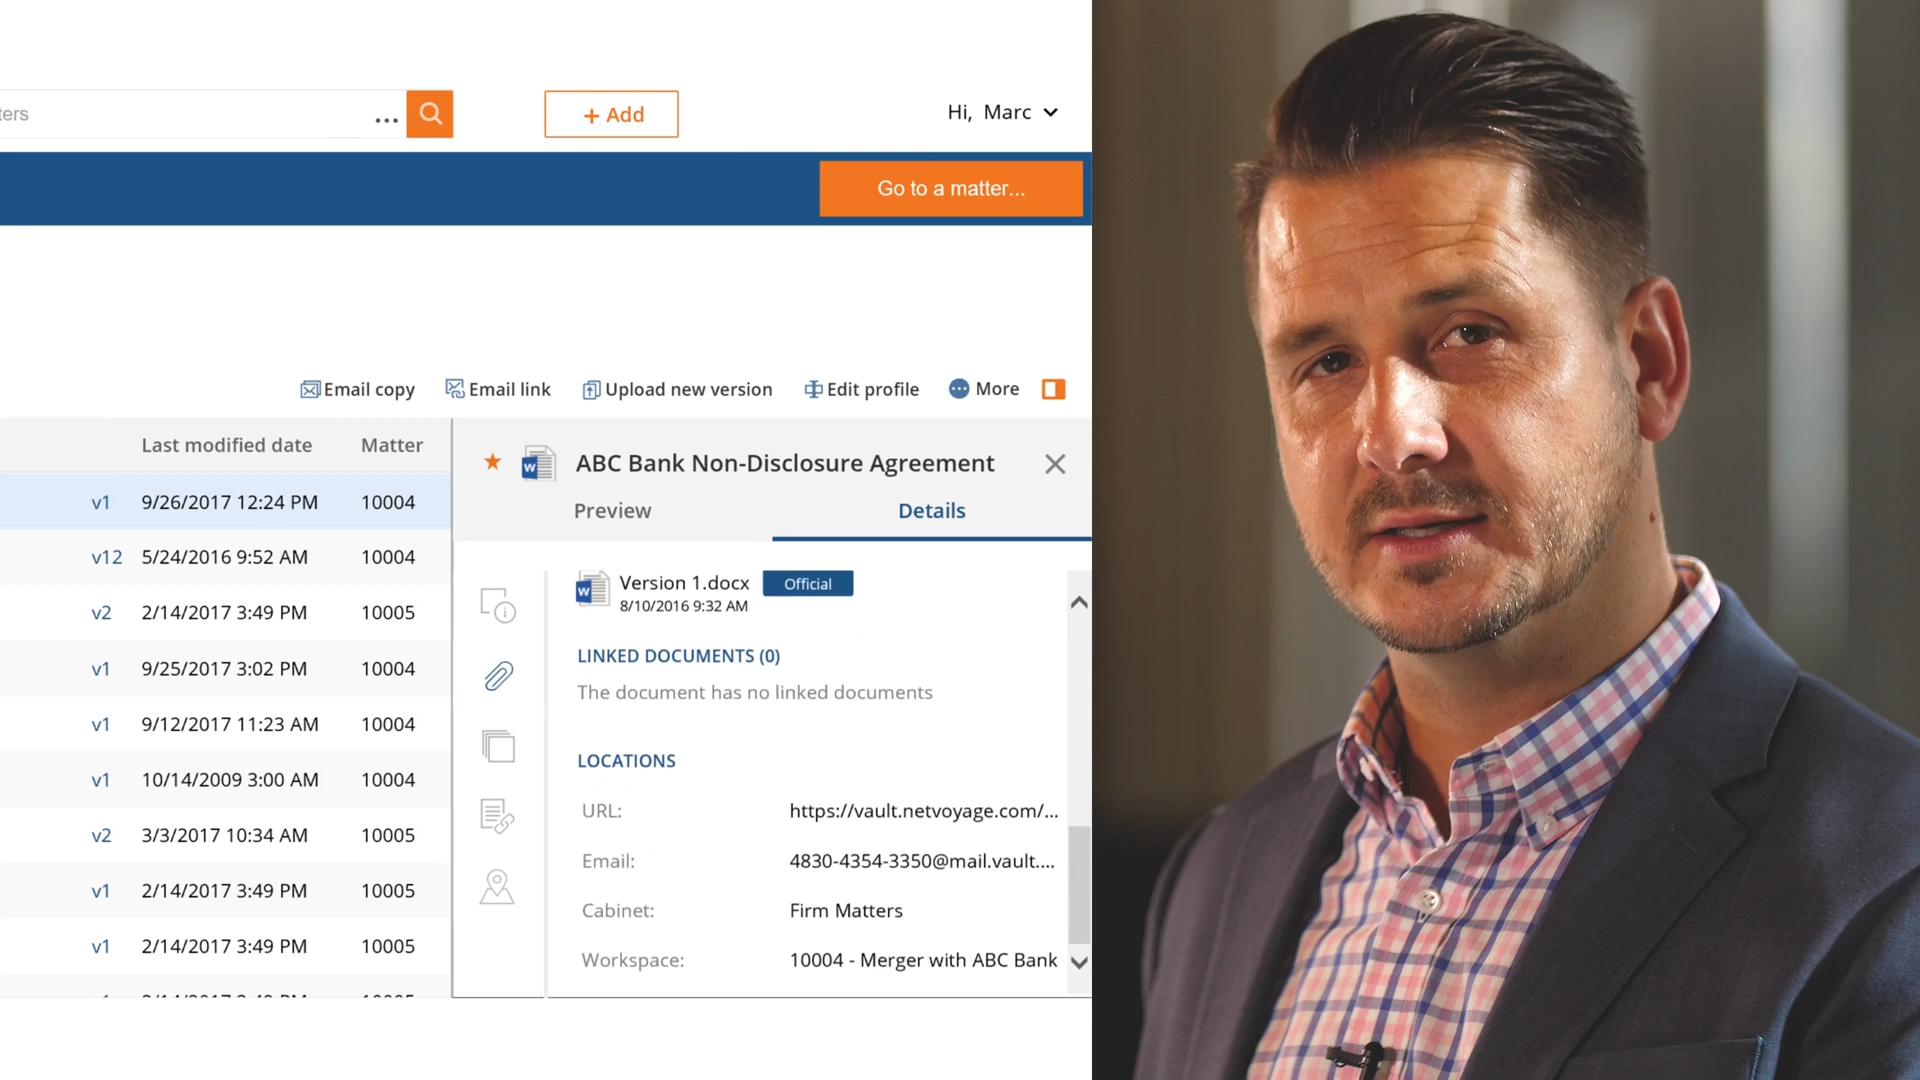 ters ...
+ Add
Hi, Marc
Go to a matter...
Email copy Email link Upload new version Edit profile More
Last modified date Matter
v1 9/26/2017 12:24 PM 10004
v12 5/24/2016 9:52 AM 10004
v2 2/14/2017 3:49 PM 10005
v1 9/25/2017 3:02 PM 10004
v1 9/12/2017 11:23 AM 10004
v1 10/14/2009 3:00 AM 10004
v2 3/3/2017 10:34 AM 10005
v1 2/14/2017 3:49 PM 10005
v1 2/14/2017 3:49 PM 10005
ABC Bank Non-Disclosure Agreement
Preview Details
Version 1.docx Official
8/10/2016 9:32 AM
LINKED DOCUMENTS (0)
The document has no linked documents
LOCATIONS
URL: https://vault.netvoyage.com/...
Email: 4830-4354-3350@mail.vault....
Cabinet: Firm Matters
Workspace: 10004 - Merger with ABC Bank